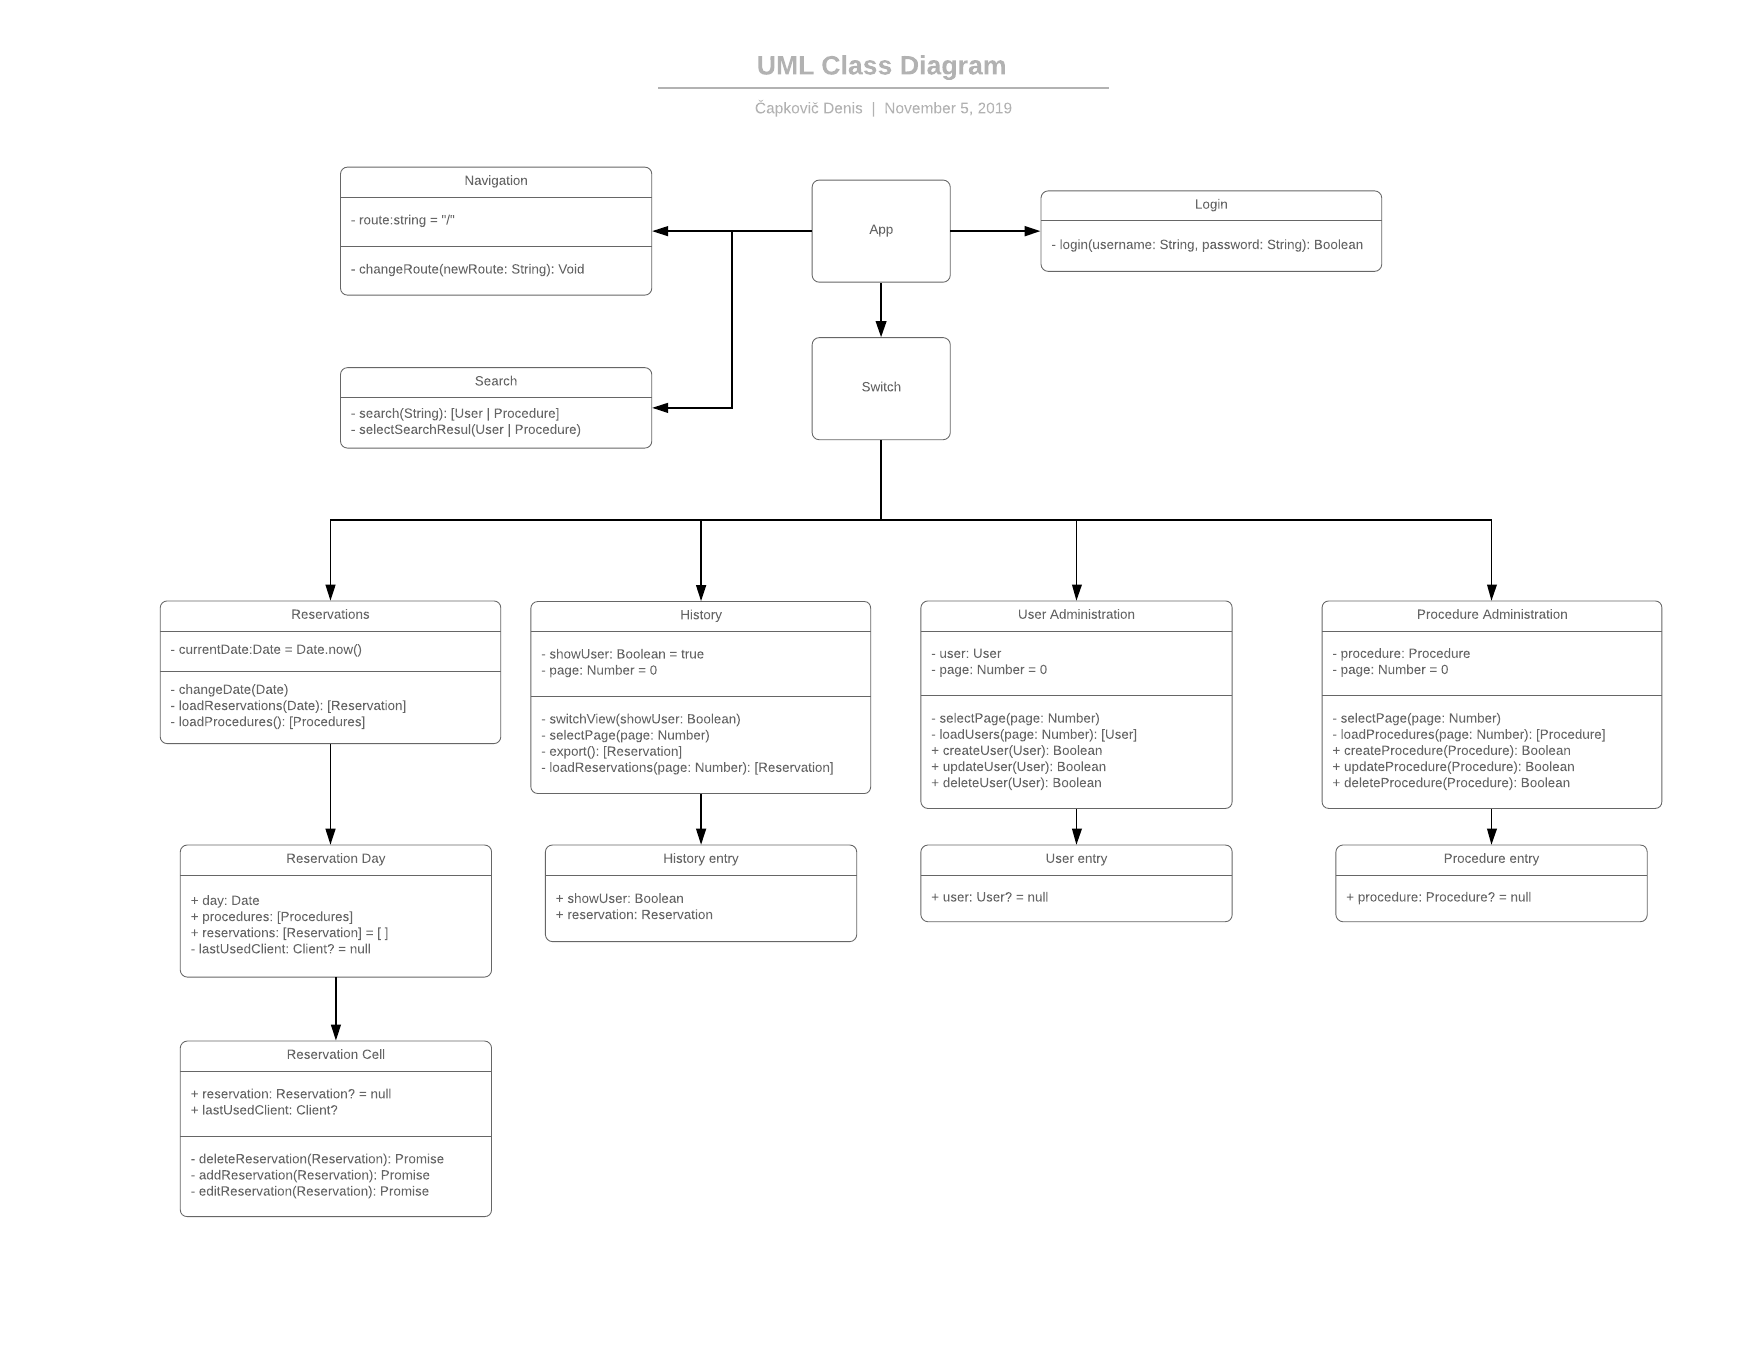 UML Class Diagram
Čapkovič Denis | November 5, 2019
Navigation
- route:string = "/"
- changeRoute(newRoute: String): Void
App
Login
- login(username: String, password: String): Boolean
Search
- search(String): [User | Procedure]
- selectSearchResul(User | Procedure)
Switch
Reservations
- currentDate:Date = Date.now()
- changeDate(Date)
- loadReservations(Date): [Reservation]
- loadProcedures(): [Procedures]
History
- showUser: Boolean = true
- page: Number = 0
- switchView(showUser: Boolean)
- selectPage(page: Number)
- export(): [Reservation]
- loadReservations(page: Number): [Reservation]
User Administration
- user: User
- page: Number = 0
- selectPage(page: Number)
- loadUsers(page: Number): [User]
+ createUser(User): Boolean
+ updateUser(User): Boolean
+ deleteUser(User): Boolean
Procedure Administration
- procedure: Procedure
- page: Number = 0
- selectPage(page: Number)
- loadProcedures(page: Number): [Procedure]
+ createProcedure(Procedure): Boolean
+ updateProcedure(Procedure): Boolean
+ deleteProcedure(Procedure): Boolean
Reservation Day
+ day: Date
+ procedures: [Procedures]
+ reservations: [Reservation] = [ ]
- lastUsedClient: Client? = null
History entry
+ showUser: Boolean
+ reservation: Reservation
User entry
+ user: User? = null
Procedure entry
+ procedure: Procedure? = null
Reservation Cell
+ reservation: Reservation? = null
+ lastUsedClient: Client?
- deleteReservation(Reservation): Promise
- addReservation(Reservation): Promise
- editReservation(Reservation): Promise